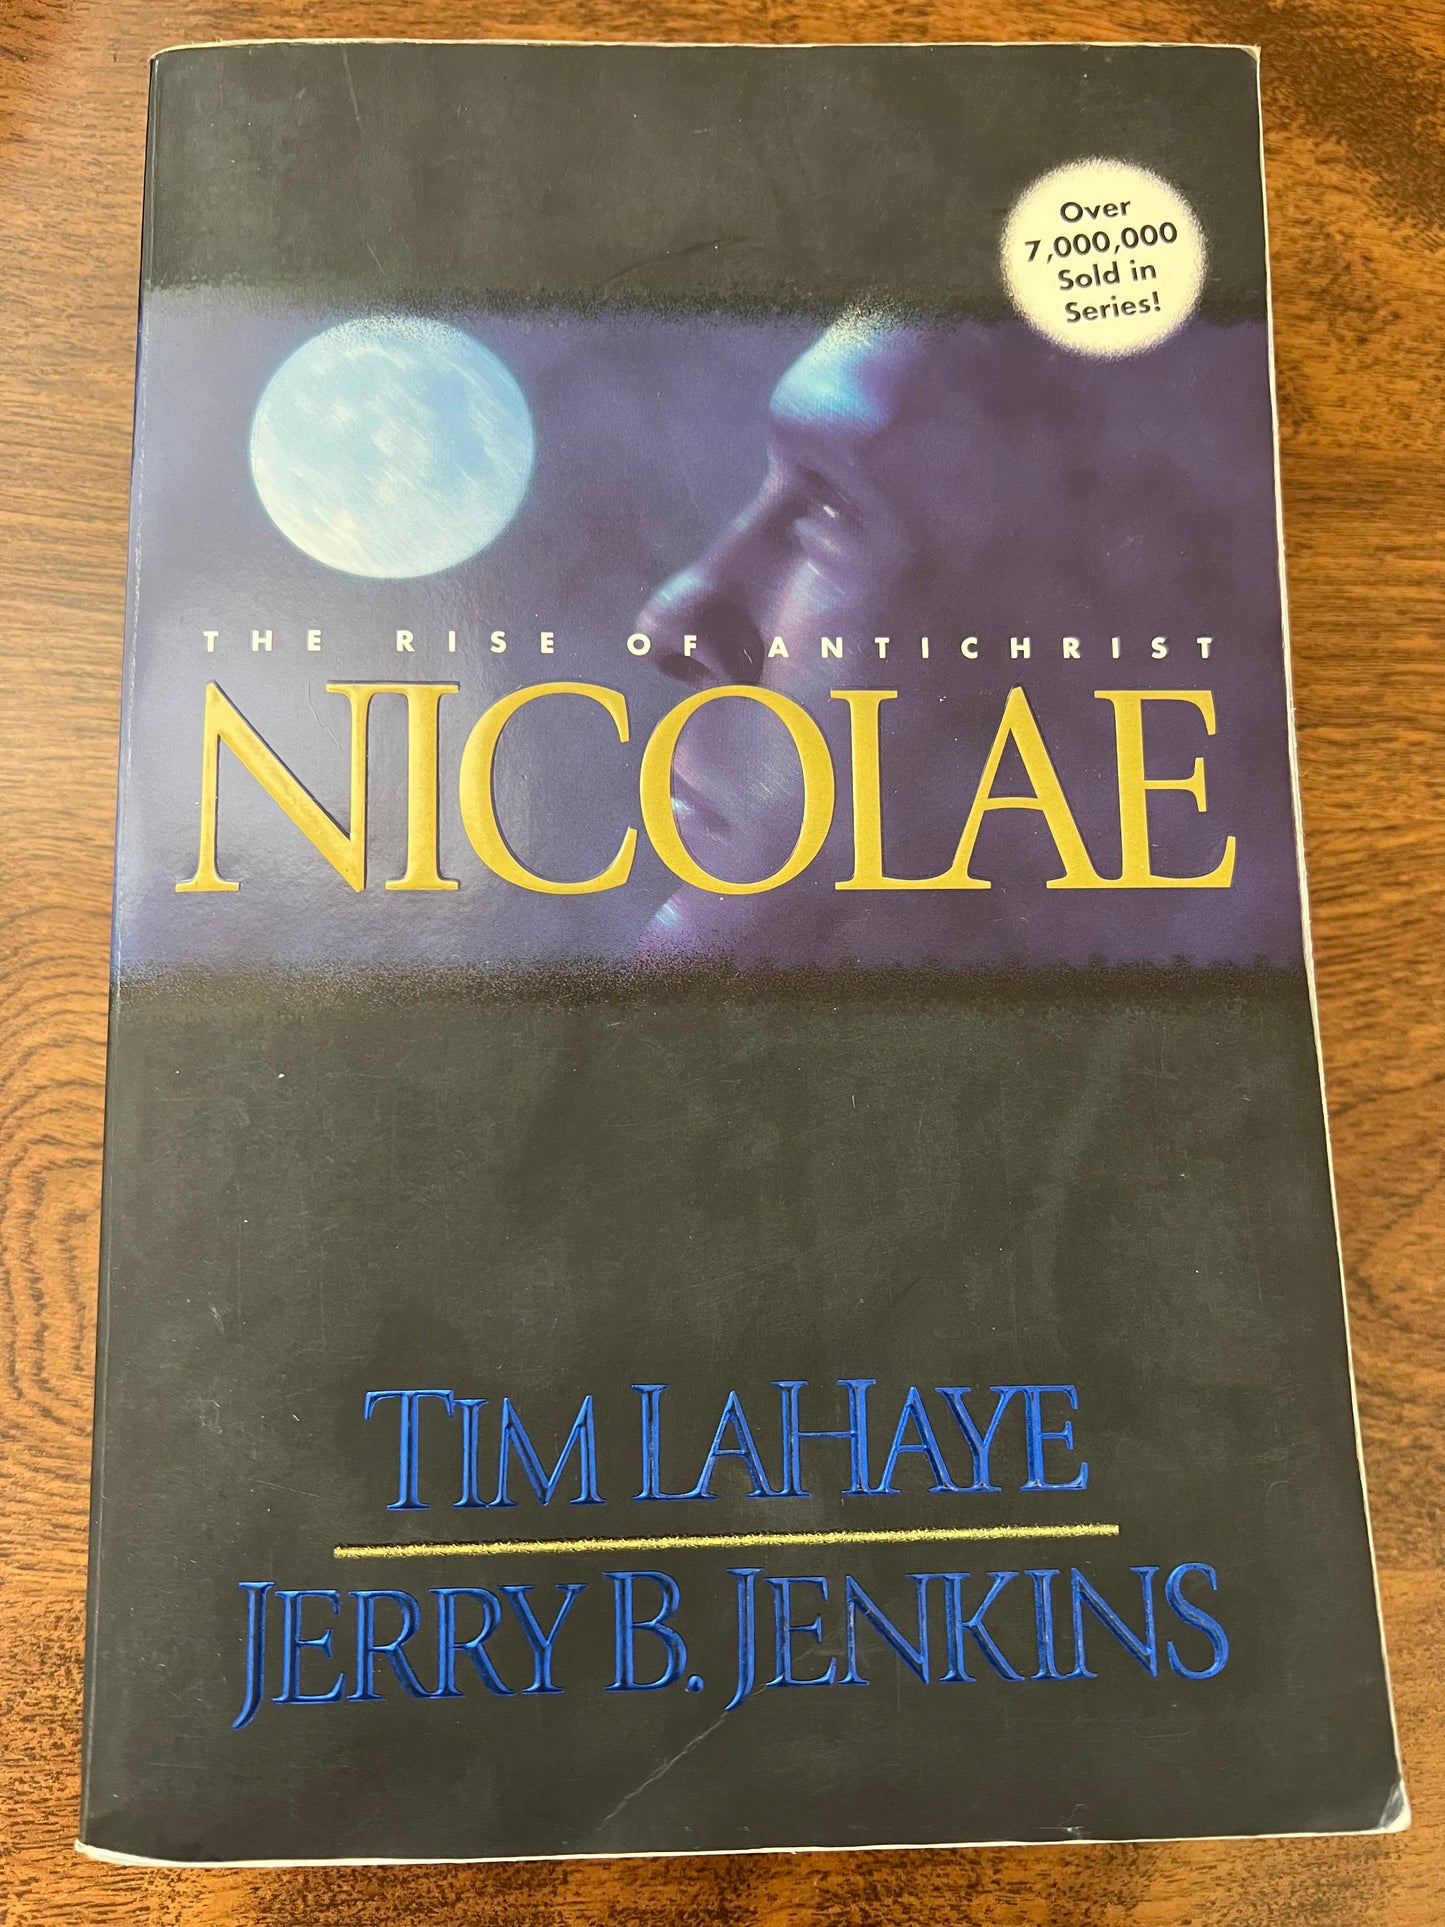 Over
7,000,000
Sold in
Series!
THE RISE OF ANTICHRIST
NICOLAE
TIM LAHAYE
JERRY B. JENKINS